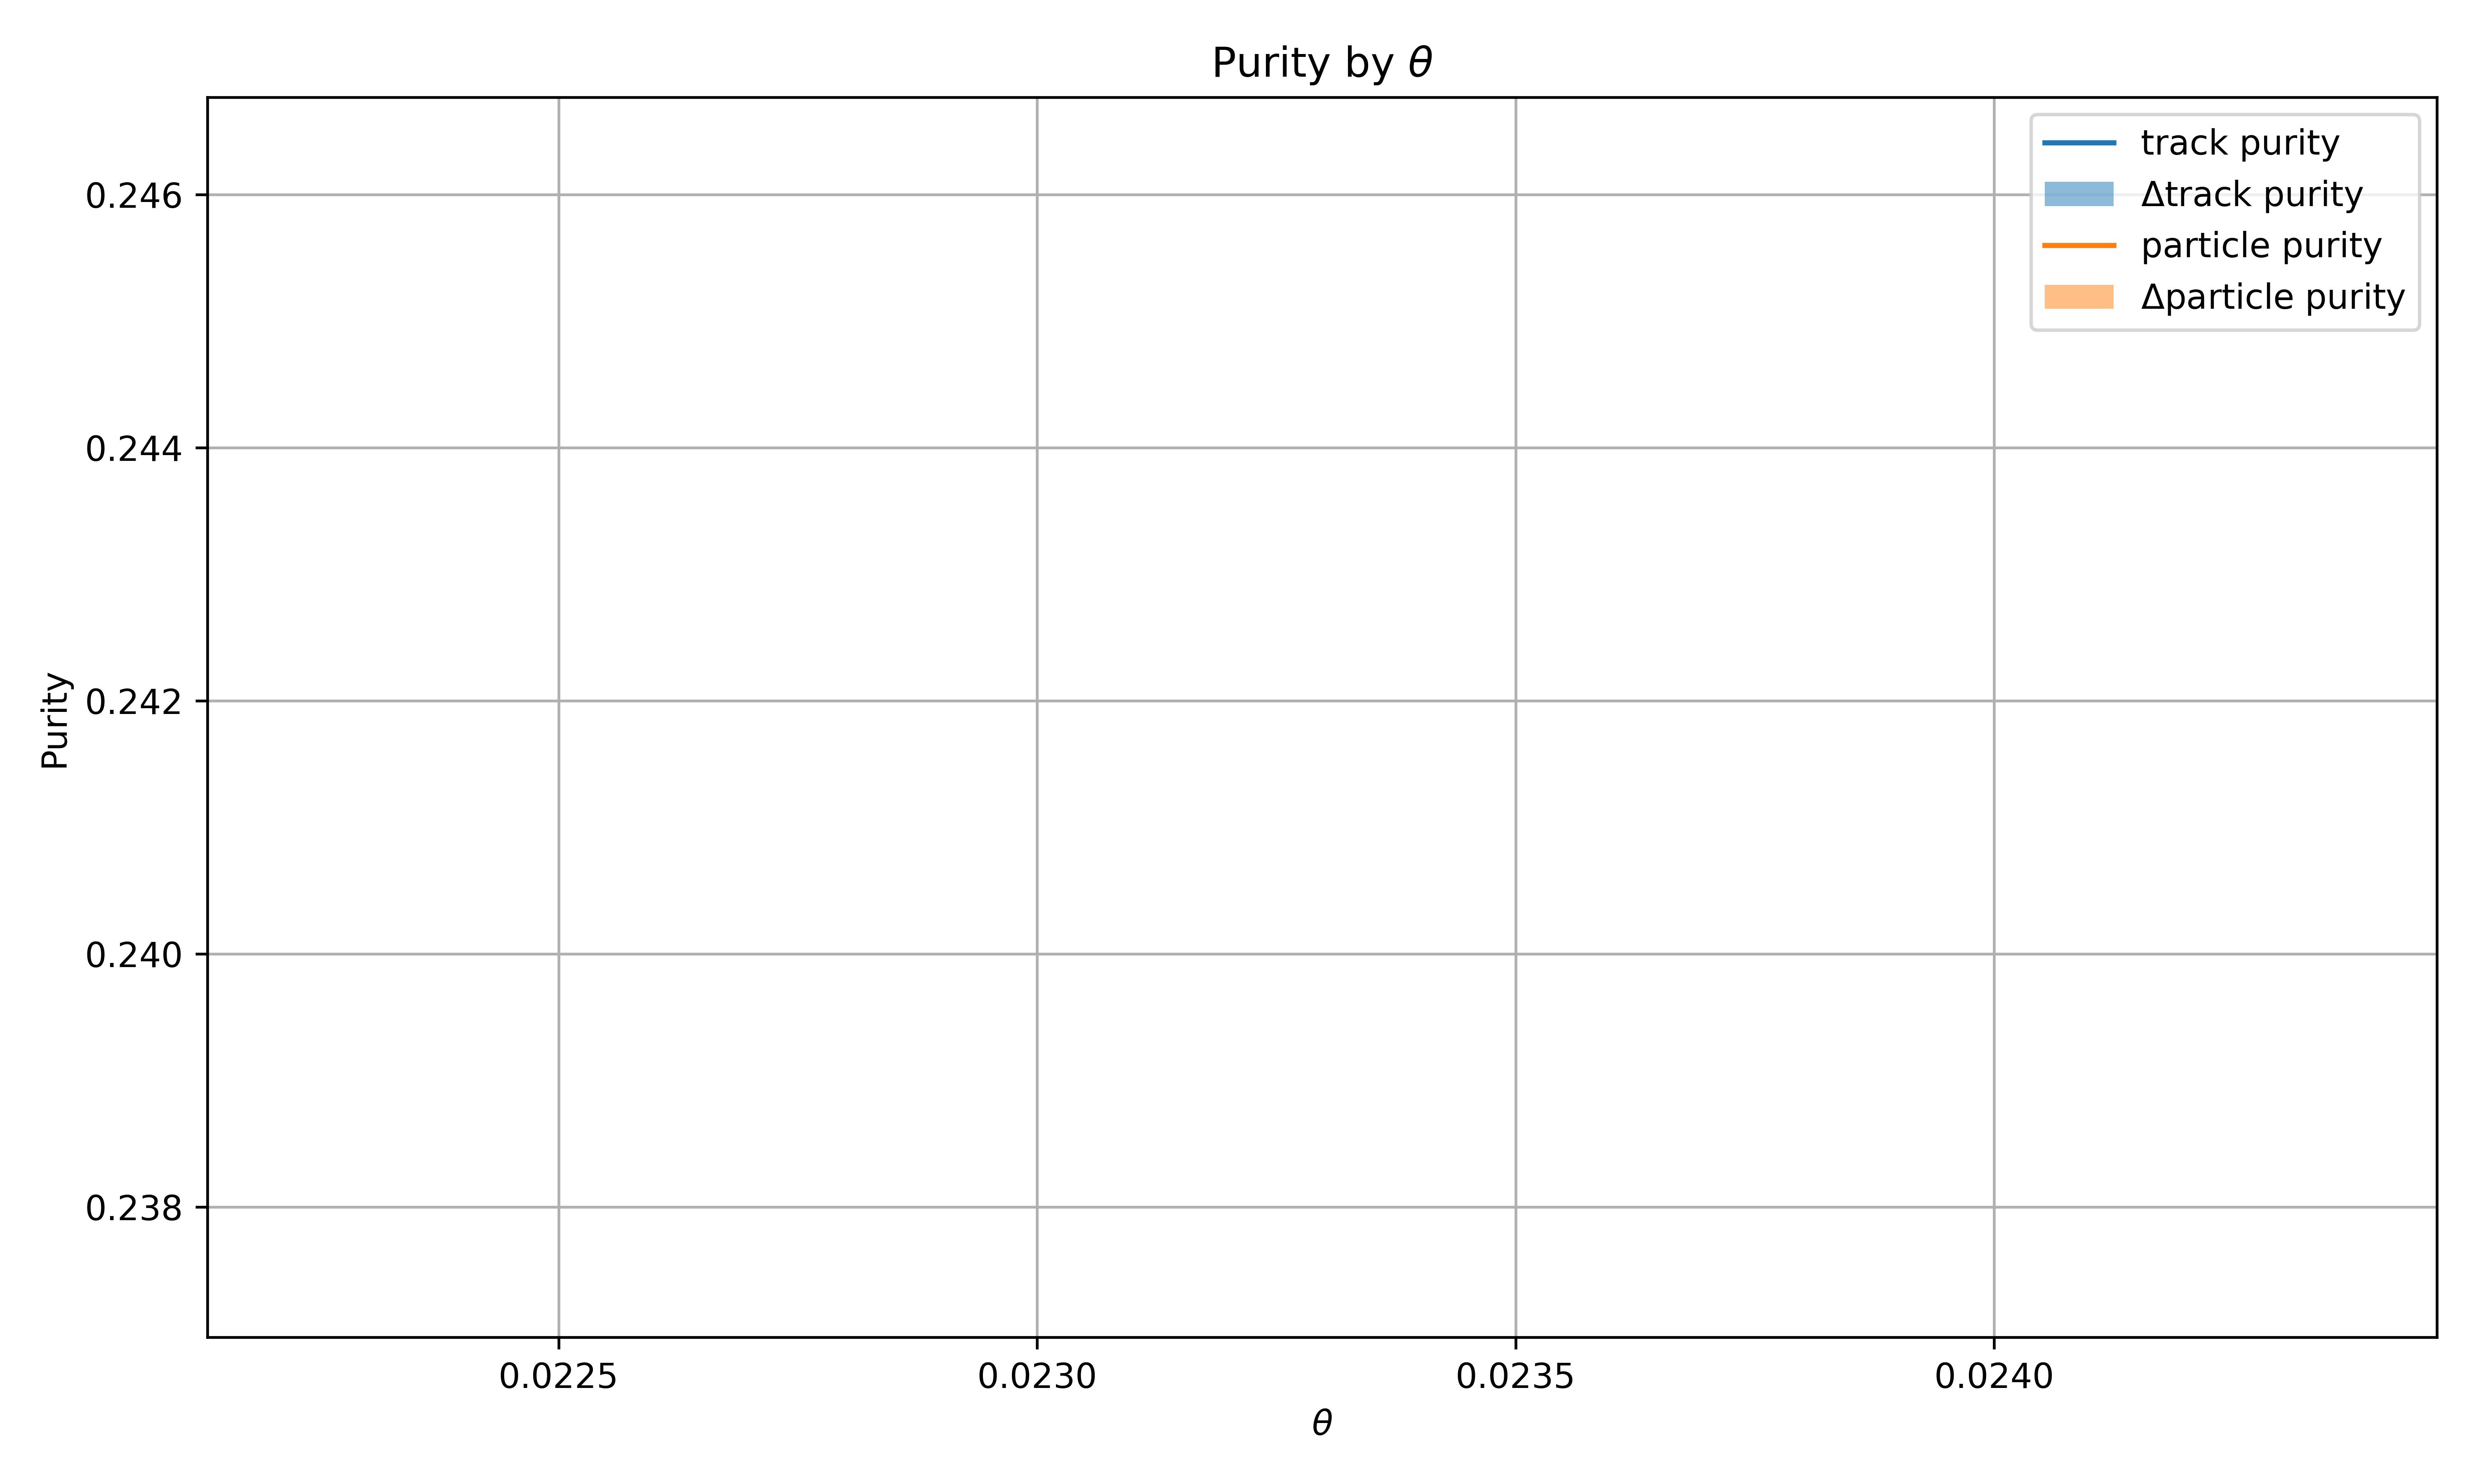 Purity by θ
track purity
Δtrack purity
particle purity
Δparticle purity
Purity
0.246
0.244
0.242
0.240
0.238
0.0225 0.0230 0.0235 0.0240
θ